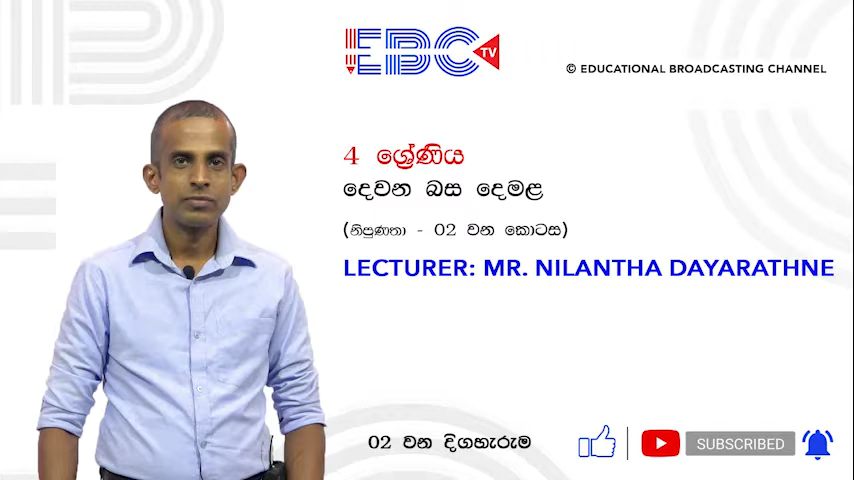 EBC TV
© EDUCATIONAL BROADCASTING CHANNEL
4 ශ්‍රේණිය
දෙවන බස දෙමළ
(නිපුණතා - 02 වන කොටස)
LECTURER: MR. NILANTHA DAYARATHNE
02 වන දිගහැරුම
SUBSCRIBED